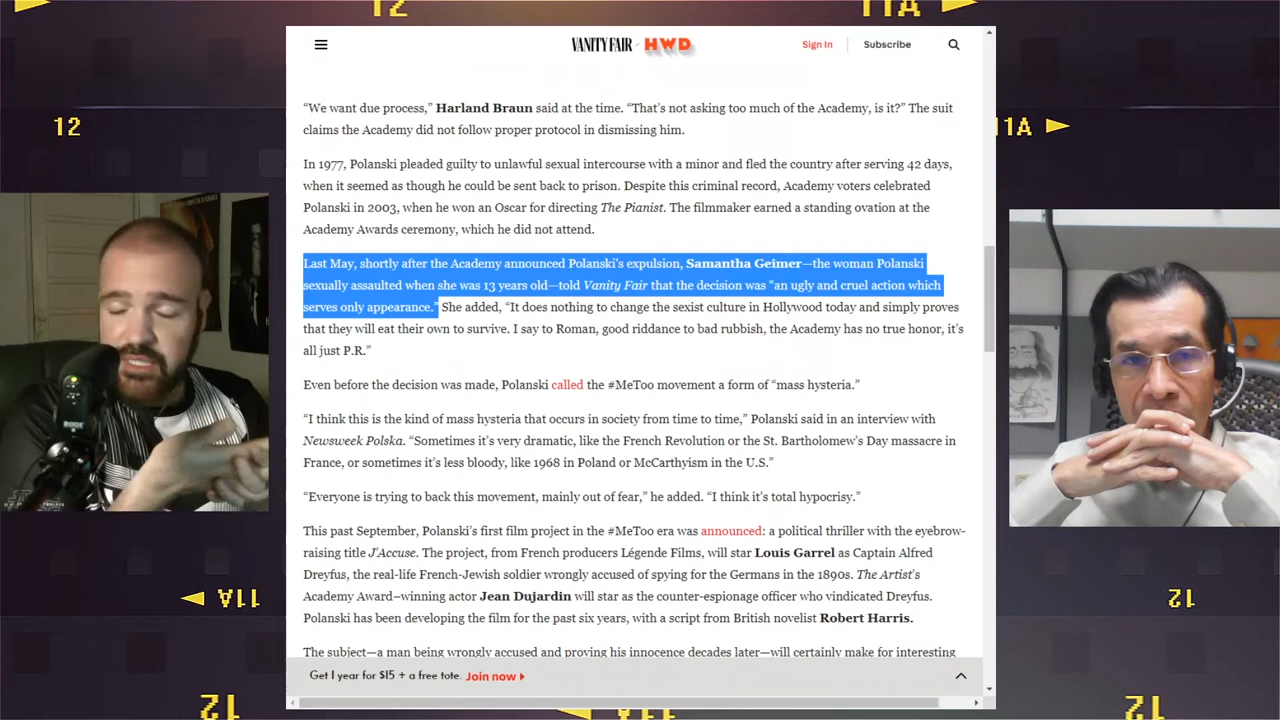 12
11A
VANITY FAIR HWD
Sign In
Subscribe
“We want due process,” Harland Braun said at the time. “That’s not asking too much of the Academy, is it?” The suit
claims the Academy did not follow proper protocol in dismissing him.
12
11A
In 1977, Polanski pleaded guilty to unlawful sexual intercourse with a minor and fled the country after serving 42 days,
when it seemed as though he could be sent back to prison. Despite this criminal record, Academy voters celebrated
Polanski in 2003, when he won an Oscar for directing The Pianist. The filmmaker earned a standing ovation at the
Academy Awards ceremony, which he did not attend.
Last May, shortly after the Academy announced Polanski’s expulsion, Samantha Geimer—the woman Polanski
sexually assaulted when she was 13 years old—told Vanity Fair that the decision was “an ugly and cruel action which
serves only appearance.” She added, “It does nothing to change the sexist culture in Hollywood today and simply proves
that they will eat their own to survive. I say to Roman, good riddance to bad rubbish, the Academy has no true honor, it’s
all just P.R.”
Even before the decision was made, Polanski called the #MeToo movement a form of “mass hysteria.”
“I think this is the kind of mass hysteria that occurs in society from time to time,” Polanski said in an interview with
Newsweek Polska. “Sometimes it’s very dramatic, like the French Revolution or the St. Bartholomew’s Day massacre in
France, or sometimes it’s less bloody, like 1968 in Poland or McCarthyism in the U.S.”
“Everyone is trying to back this movement, mainly out of fear,” he added. “I think it’s total hypocrisy.”
This past September, Polanski’s first film project in the #MeToo era was announced: a political thriller with the eyebrow-
raising title J’Accuse. The project, from French producers Légende Films, will star Louis Garrel as Captain Alfred
Dreyfus, the real-life French-Jewish soldier wrongly accused of spying for the Germans in the 1890s. The Artist’s
Academy Award–winning actor Jean Dujardin will star as the counter-espionage officer who vindicated Dreyfus.
Polanski has been developing the film for the past six years, with a script from British novelist Robert Harris.
11A
12
The subject—a man being wrongly accused and proving his innocence decades later—will certainly make for interesting
Get 1 year for $15 + a free tote. Join now
12
11A
12
RODE